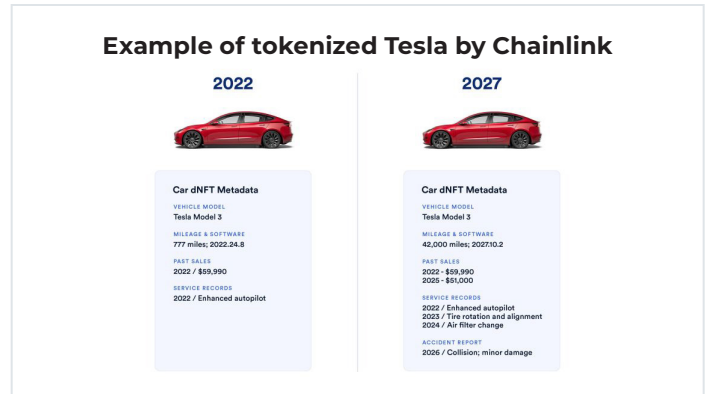 Example of tokenized Tesla by Chainlink
2022
Car dNFT Metadata
VEHICLE MODEL
Tesla Model 3
MILEAGE & SOFTWARE
777 miles; 2022.24.8
PAST SALES
2022 / $59,990
SERVICE RECORDS
2022 / Enhanced autopilot
2027
Car dNFT Metadata
VEHICLE MODEL
Tesla Model 3
MILEAGE & SOFTWARE
42,000 miles; 2027.10.2
PAST SALES
2022 - $59,990
2025 - $51,000
SERVICE RECORDS
2022 / Enhanced autopilot
2023 / Tire rotation and alignment
2024 / Air filter change
ACCIDENT REPORT
2026 / Collision; minor damage